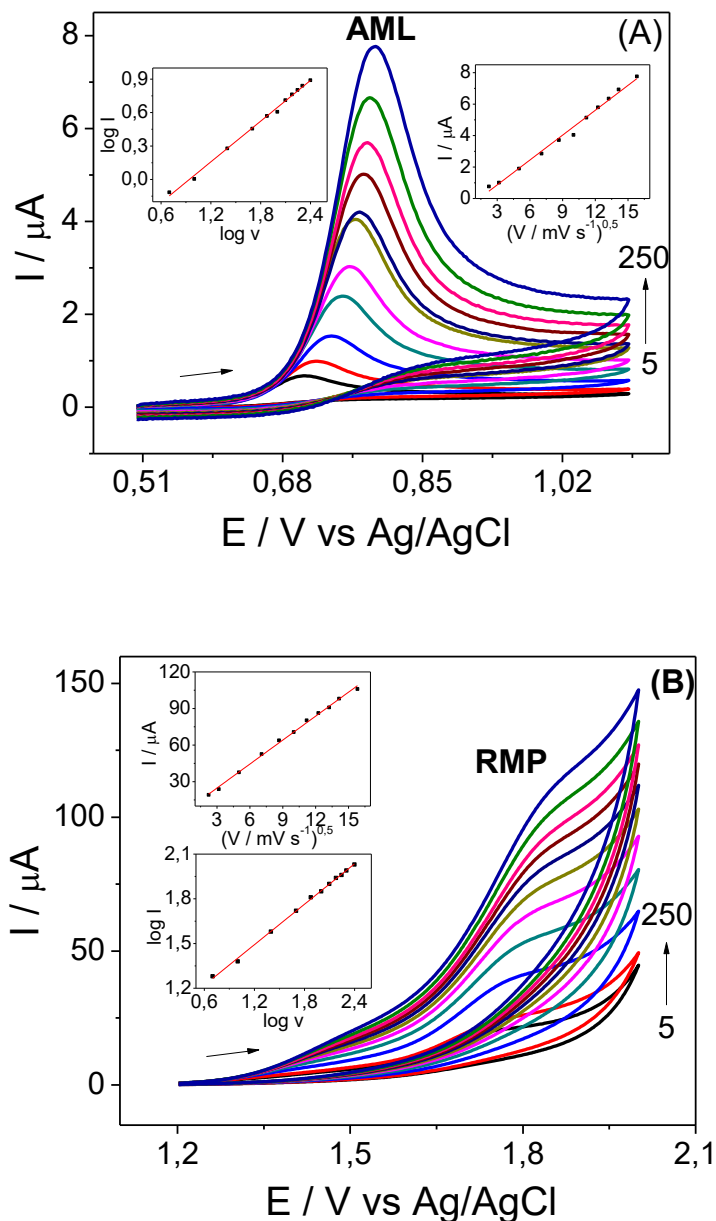 AML
(A)
8
6
4
2
0
I / μA
0,9
0,6
0,3
0,0
log I
0,6 1,2 1,8 2,4
log v
8
6
4
2
0
I / μA
3 6 9 12 15
(V / mV s⁻¹)⁰,⁵
250
5
0,51 0,68 0,85 1,02
E / V vs Ag/AgCl
(B)
RMP
150
100
50
0
I / μA
120
90
60
30
I / μA
3 6 9 12 15
(V / mV s⁻¹)⁰,⁵
2,1
1,8
1,5
1,2
log I
0,6 1,2 1,8 2,4
log v
250
5
1,2 1,5 1,8 2,1
E / V vs Ag/AgCl